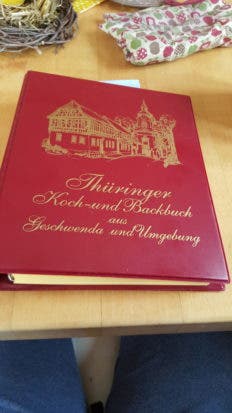 Thüringer
Koch-und Backbuch
aus
Geschwenda und Umgebung